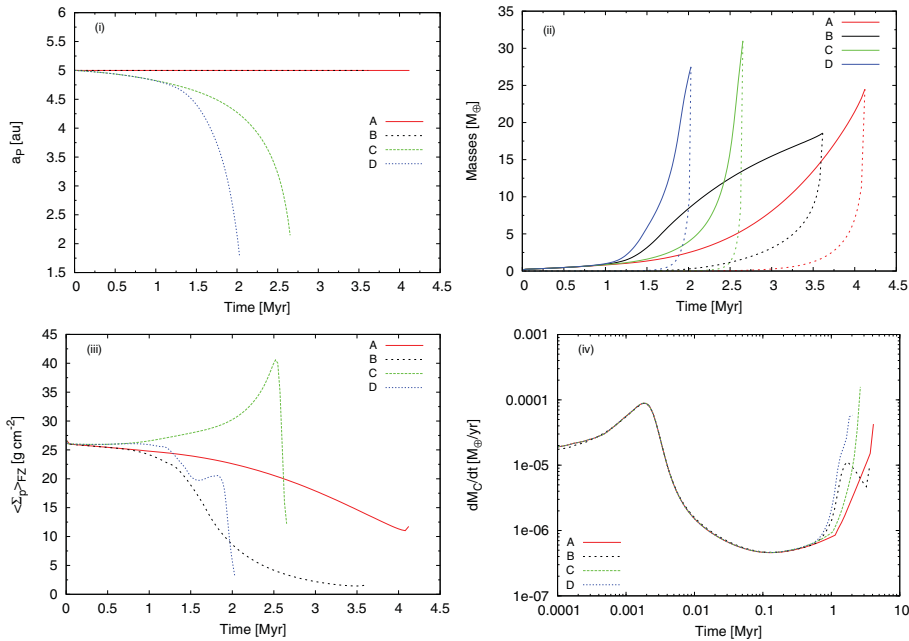 (i)
a_P [au]
5
4.5
4
3.5
3
2.5
2
1.5
A
B
C
D
0 0.5 1 1.5 2 2.5 3 3.5 4 4.5
Time [Myr]
(ii)
Masses [M⊕]
35
30
25
20
15
10
5
0
A
B
C
D
0 0.5 1 1.5 2 2.5 3 3.5 4 4.5
Time [Myr]
(iii)
<Σ_p>_FZ [g cm^-2]
45
40
35
30
25
20
15
10
5
0
A
B
C
D
0 0.5 1 1.5 2 2.5 3 3.5 4 4.5
Time [Myr]
(iv)
dM_C/dt [M⊕/yr]
0.001
0.0001
1e-05
1e-06
1e-07
A
B
C
D
0.0001 0.001 0.01 0.1 1 10
Time [Myr]